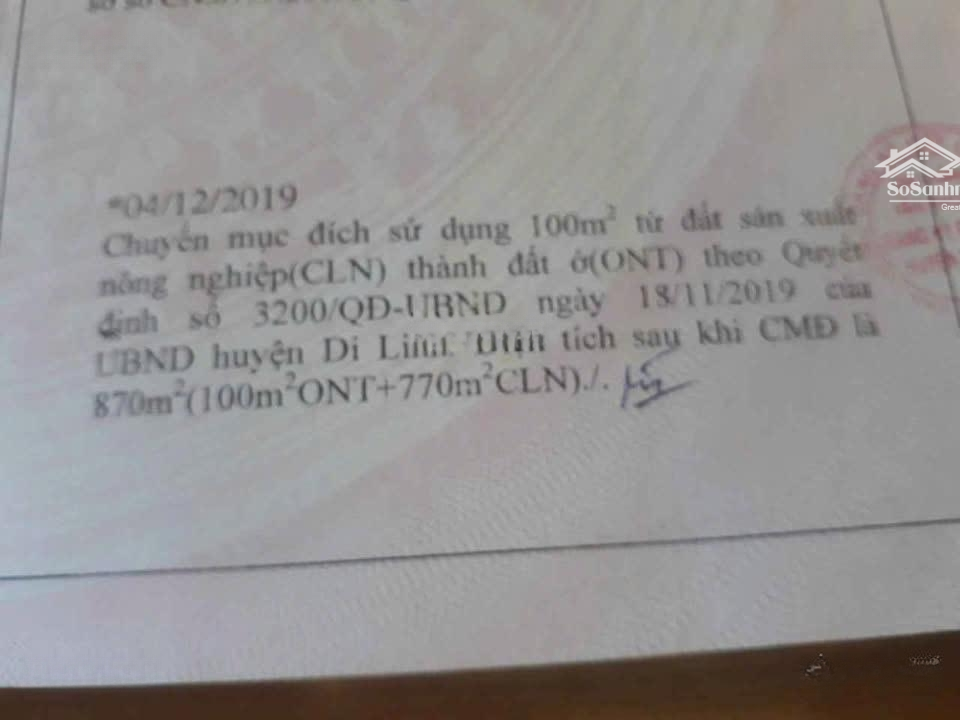 *04/12/2019
Chuyển mục đích sử dụng 100m² từ đất sản xuất
nông nghiệp(CLN) thành đất ở(ONT) theo Quyết
định số 3200/QĐ-UBND ngày 18/11/2019 của
UBND huyện Di Linh. Diện tích sau khi CMĐ là
870m²(100m²ONT+770m²CLN)./.
SoSanhn
Grea